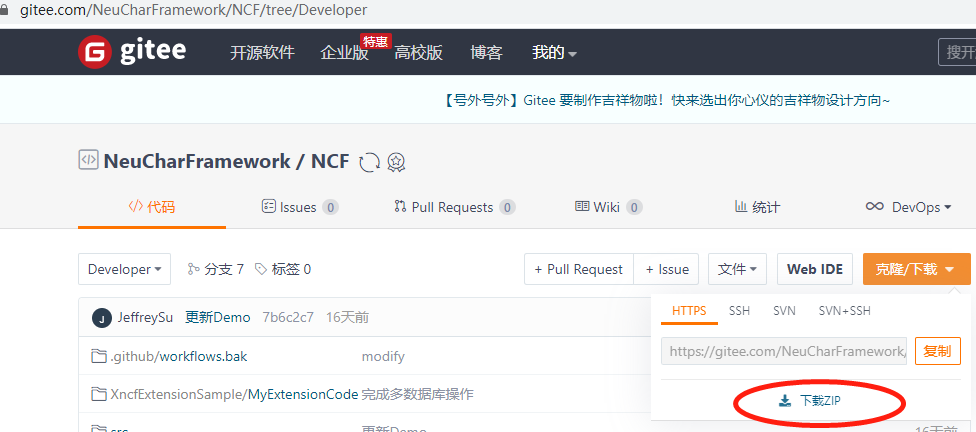 gitee.com/NeuCharFramework/NCF/tree/Developer
G gitee 开源软件 企业版 特惠 高校版 博客 我的 搜开
【号外号外】Gitee 要制作吉祥物啦！快来选出你心仪的吉祥物设计方向~
NeuCharFramework / NCF
代码 Issues 0 Pull Requests 0 Wiki 0 统计 DevOps
Developer 分支 7 标签 0 + Pull Request + Issue 文件 Web IDE 克隆/下载
J JeffreySu 更新Demo 7b6c2c7 16天前
HTTPS SSH SVN SVN+SSH
.github/workflows.bak modify
https://gitee.com/NeuCharFramework/ 复制
XncfExtensionSample/MyExtensionCode 完成多数据库操作
下载ZIP
src 更新Demo 16天前